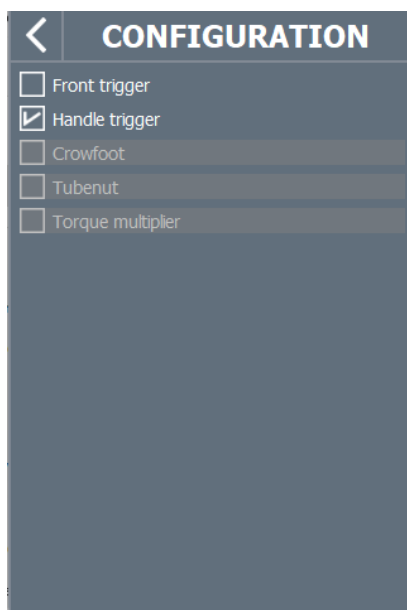 CONFIGURATION
Front trigger
Handle trigger
Crowfoot
Tubenut
Torque multiplier